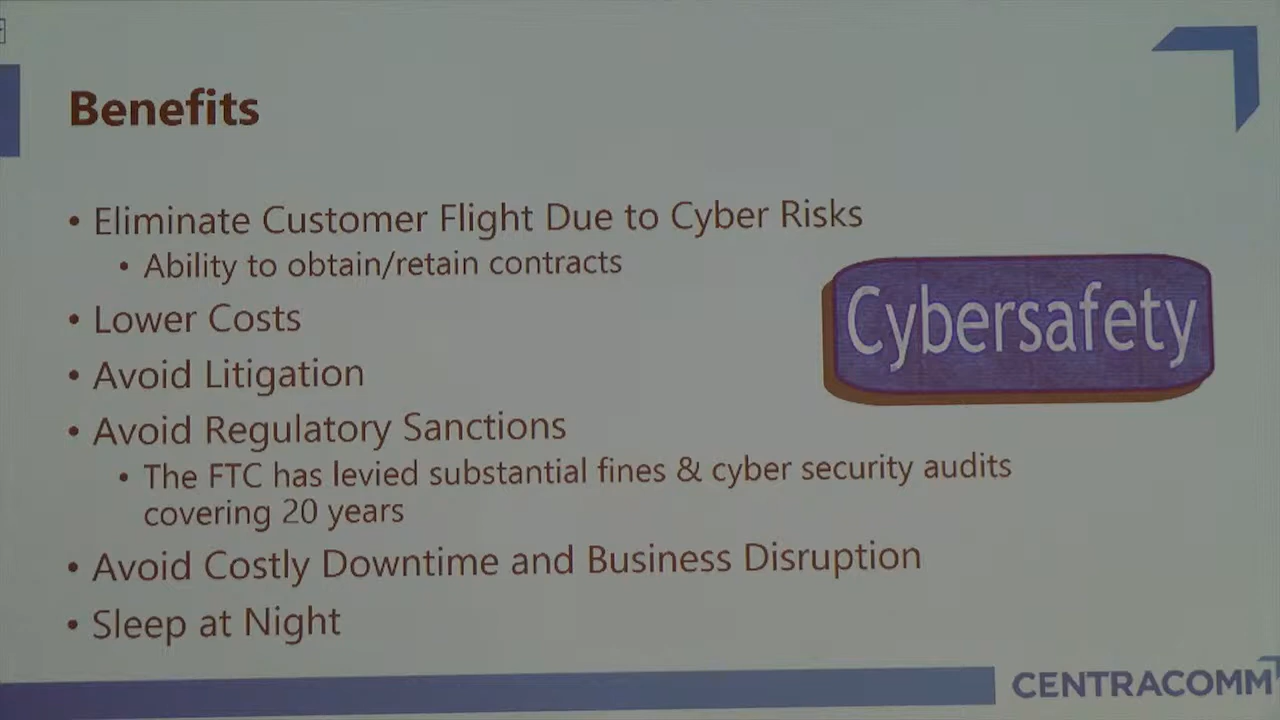 Benefits
• Eliminate Customer Flight Due to Cyber Risks
• Ability to obtain/retain contracts
• Lower Costs
• Avoid Litigation
• Avoid Regulatory Sanctions
• The FTC has levied substantial fines & cyber security audits
covering 20 years
• Avoid Costly Downtime and Business Disruption
• Sleep at Night
Cybersafety
CENTRACOMM